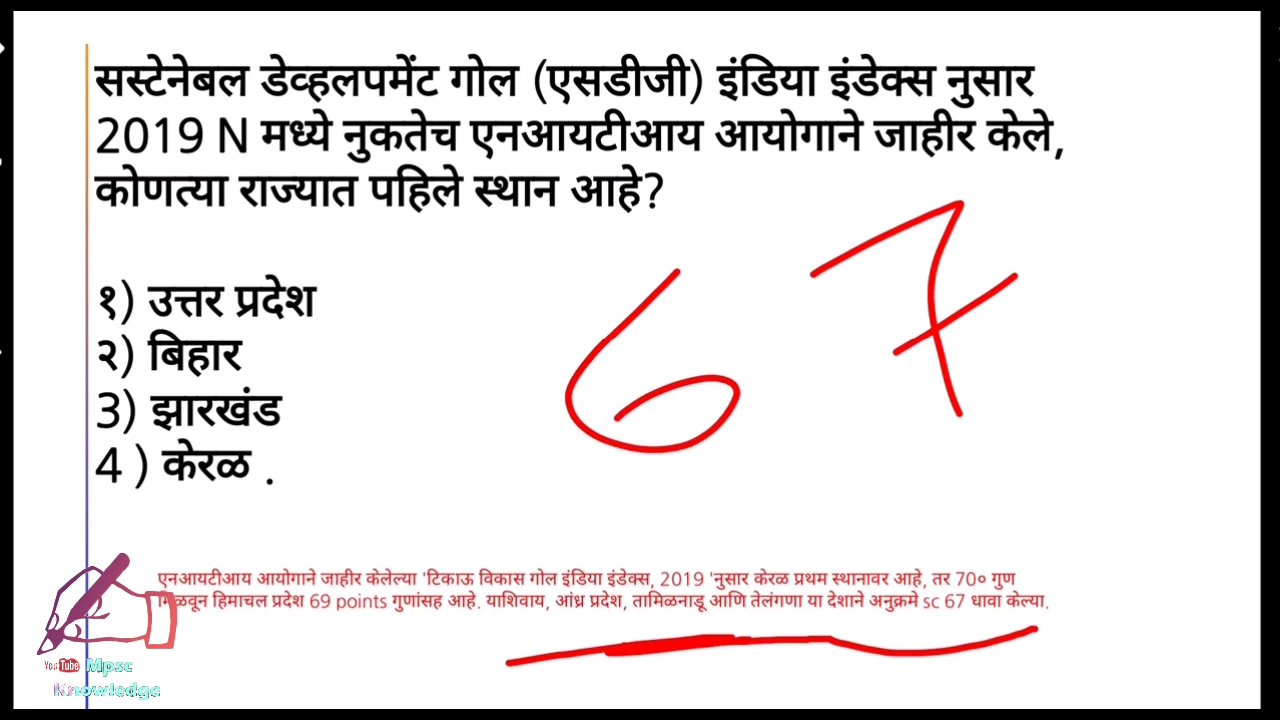 सस्टेनेबल डेव्हलपमेंट गोल (एसडीजी) इंडिया इंडेक्स नुसार
2019 N मध्ये नुकतेच एनआयटीआय आयोगाने जाहीर केले,
कोणत्या राज्यात पहिले स्थान आहे?
१) उत्तर प्रदेश
२) बिहार
3) झारखंड
4 ) केरळ .
6 7
एनआयटीआय आयोगाने जाहीर केलेल्या 'टिकाऊ विकास गोल इंडिया इंडेक्स, 2019 'नुसार केरळ प्रथम स्थानावर आहे, तर 70० गुण
मिळवून हिमाचल प्रदेश 69 points गुणांसह आहे. याशिवाय, आंध्र प्रदेश, तामिळनाडू आणि तेलंगणा या देशाने अनुक्रमे sc 67 धावा केल्या.
YouTube Mpsc
Knowledge